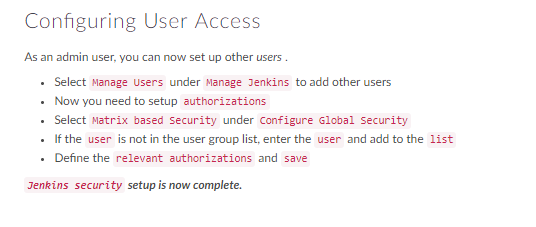 Configuring User Access
As an admin user, you can now set up other users .
• Select Manage Users under Manage Jenkins to add other users
• Now you need to setup authorizations
• Select Matrix based Security under Configure Global Security
• If the user is not in the user group list, enter the user and add to the list
• Define the relevant authorizations and save
Jenkins security setup is now complete.